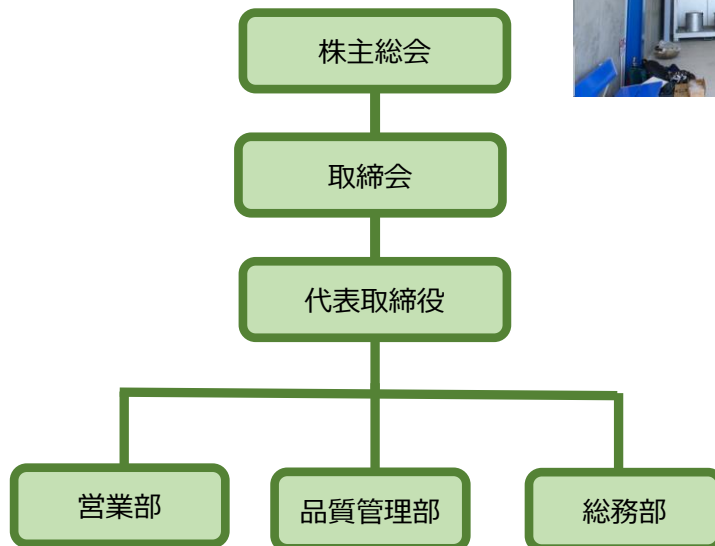 株主総会
取締会
代表取締役
営業部
品質管理部
総務部